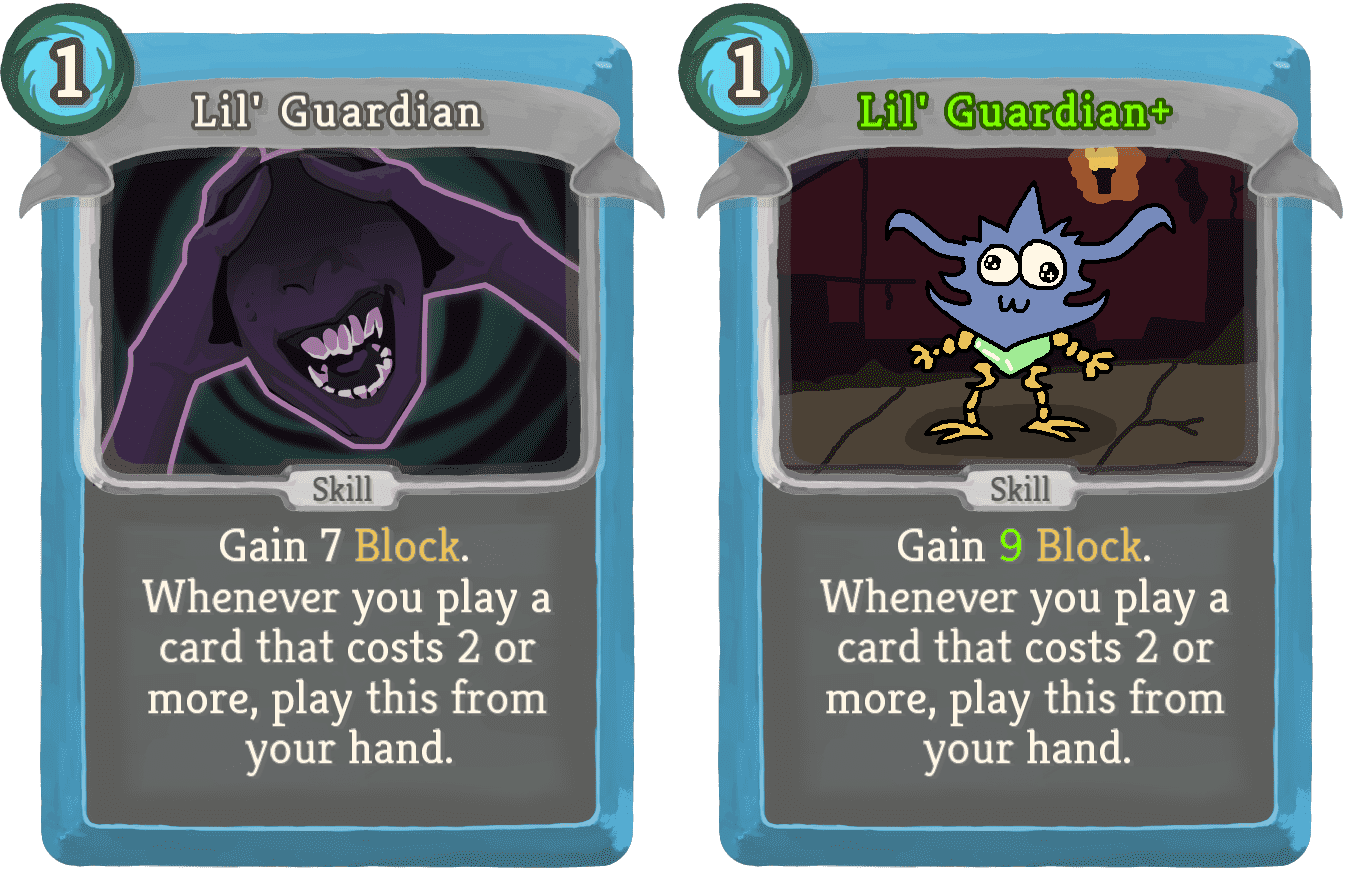 1
Lil' Guardian
Skill
Gain 7 Block.
Whenever you play a
card that costs 2 or
more, play this from
your hand.
1
Lil' Guardian+
Skill
Gain 9 Block.
Whenever you play a
card that costs 2 or
more, play this from
your hand.